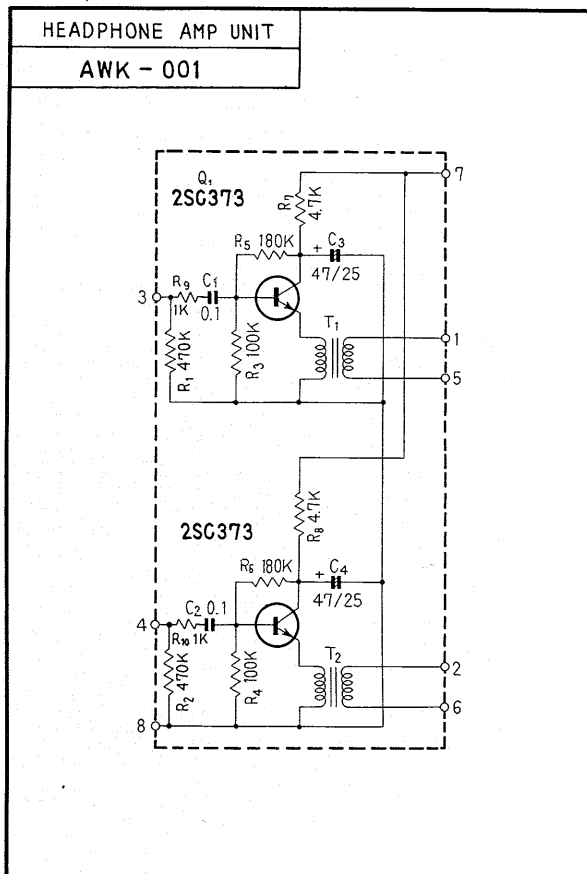 HEADPHONE AMP UNIT
AWK - 001
Q1
2SC373
R7 4.7K
7
R5 180K
+ C3
47/25
R9 C1
3 1K 0.1
T1
1
R1 470K
R3 100K
5
2SC373
R8 4.7K
R6 180K
+ C4
47/25
C2 0.1
4 R10 1K
T2
2
R2 470K
R4 100K
6
8